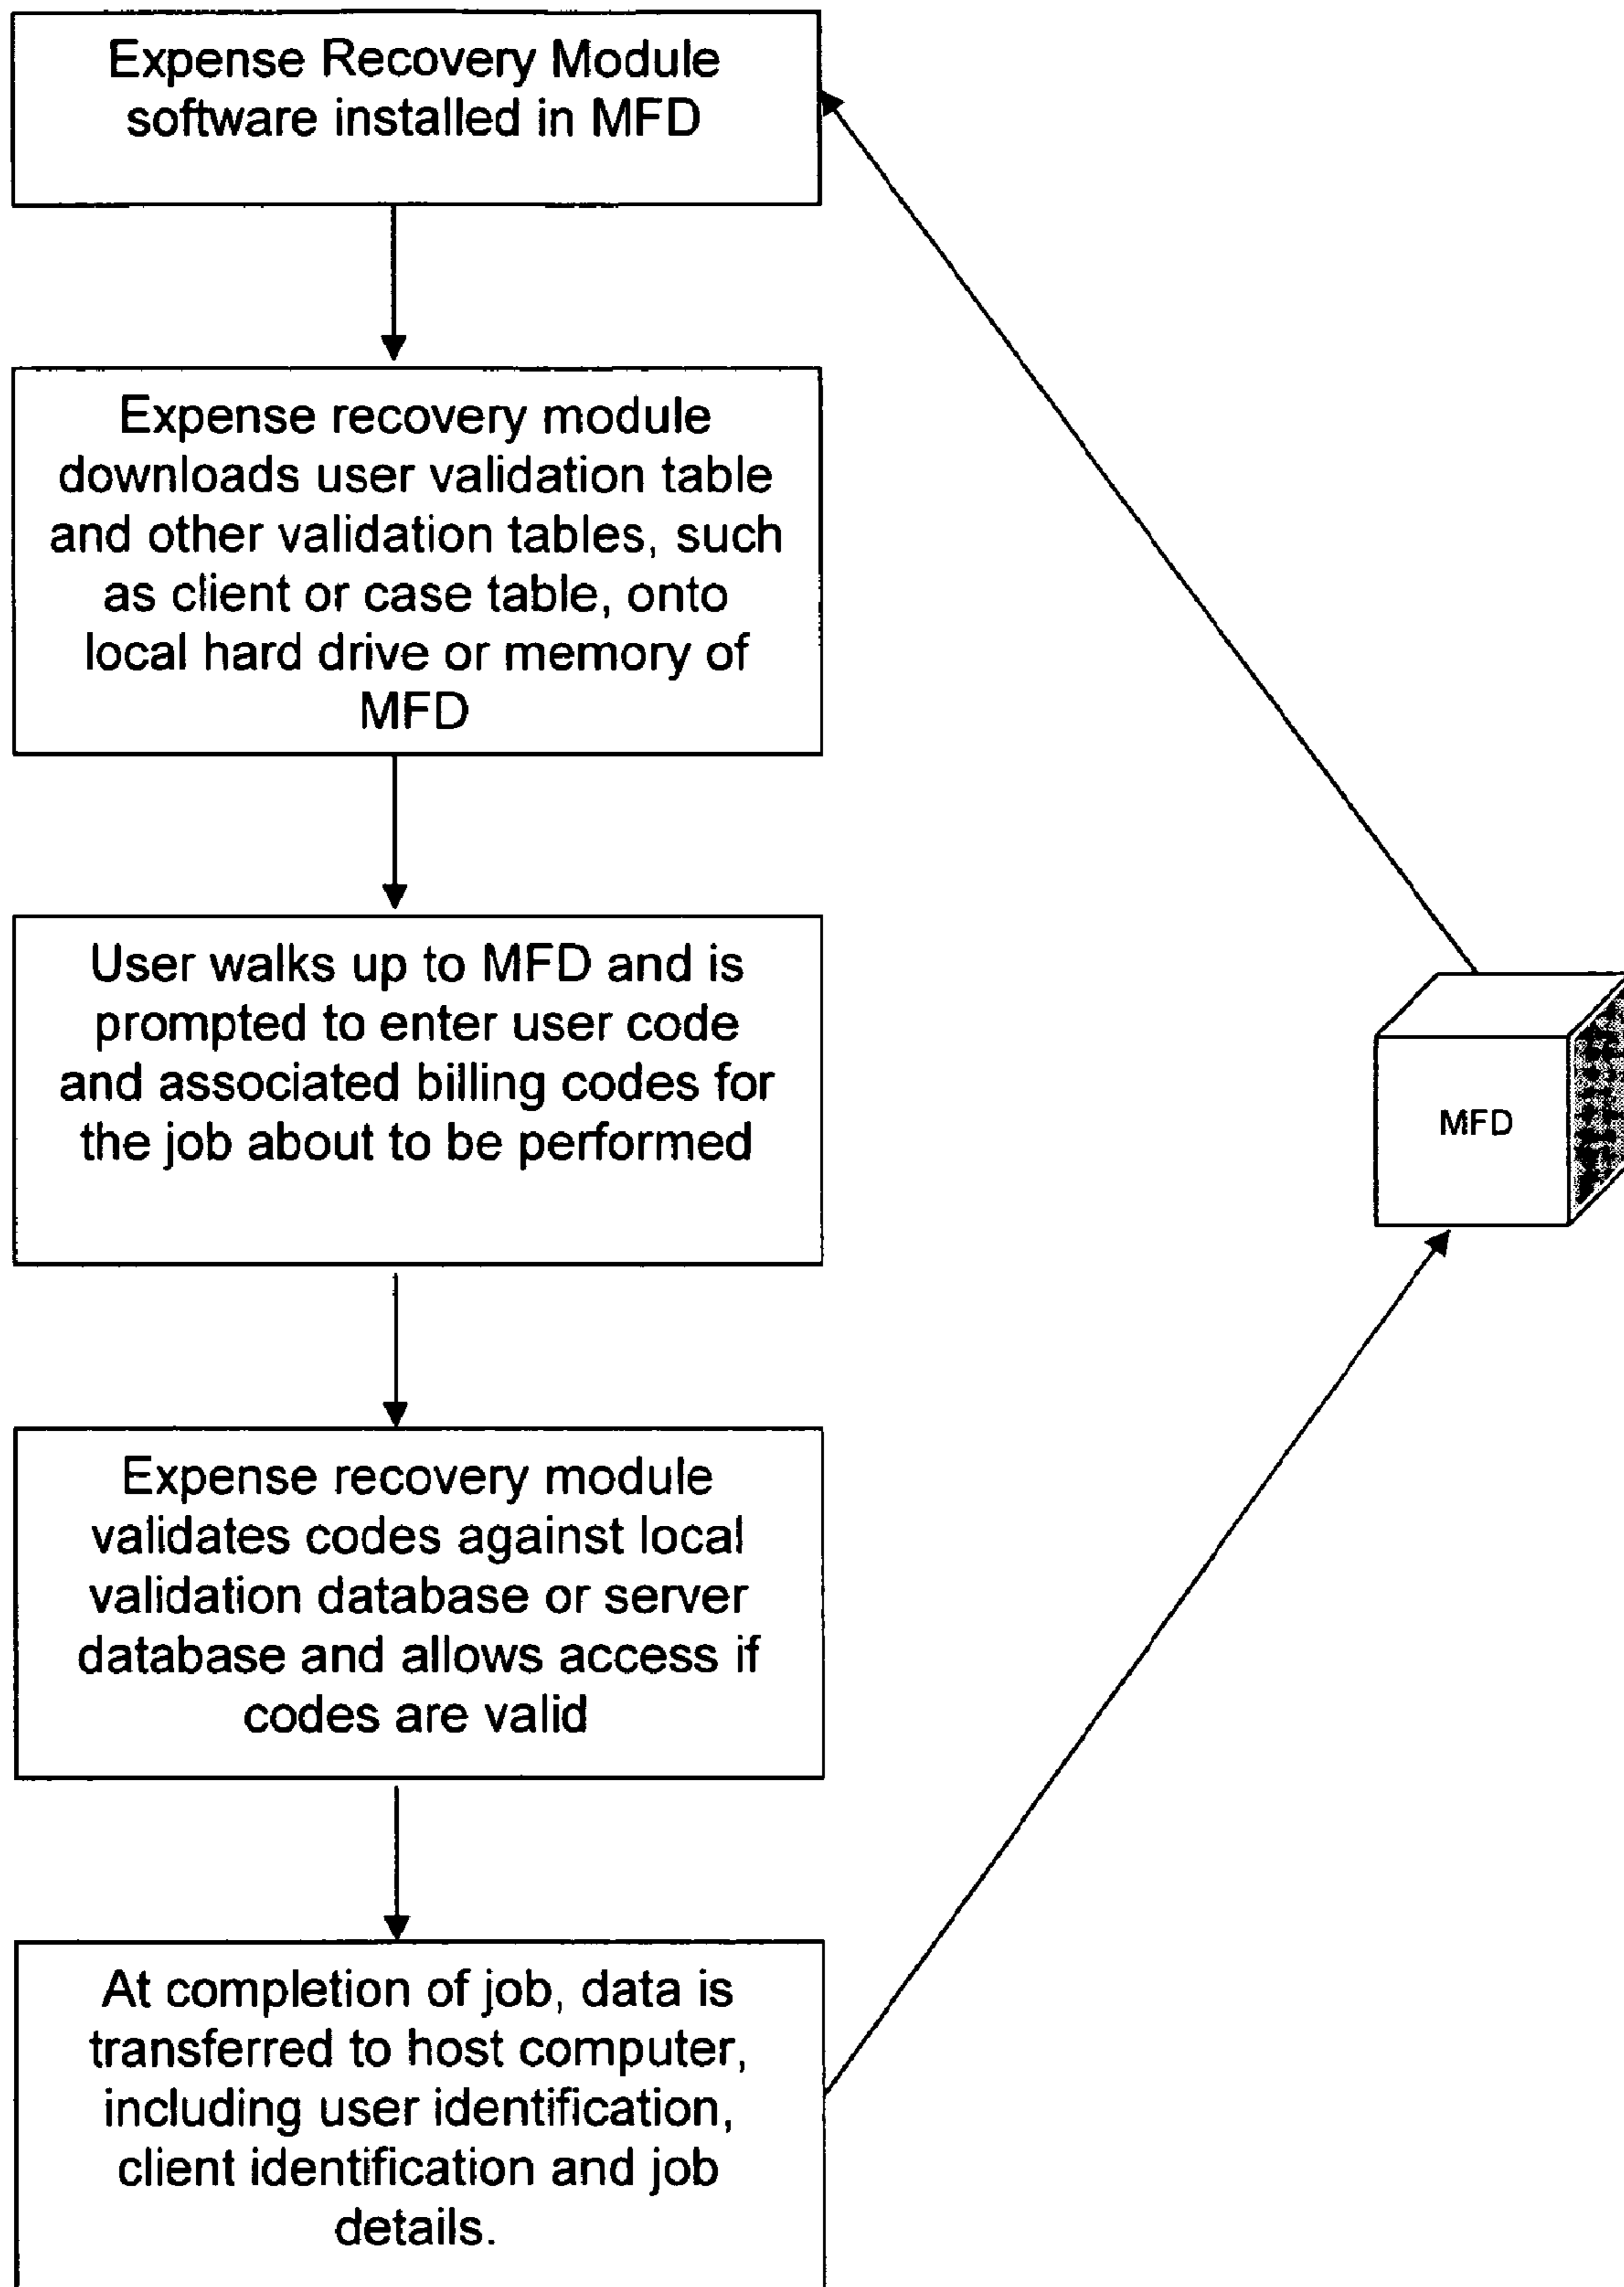 Expense Recovery Module
software installed in MFD
Expense recovery module
downloads user validation table
and other validation tables, such
as client or case table, onto
local hard drive or memory of
MFD
User walks up to MFD and is
prompted to enter user code
and associated billing codes for
the job about to be performed
MFD
Expense recovery module
validates codes against local
validation database or server
database and allows access if
codes are valid
At completion of job, data is
transferred to host computer,
including user identification,
client identification and job
details.